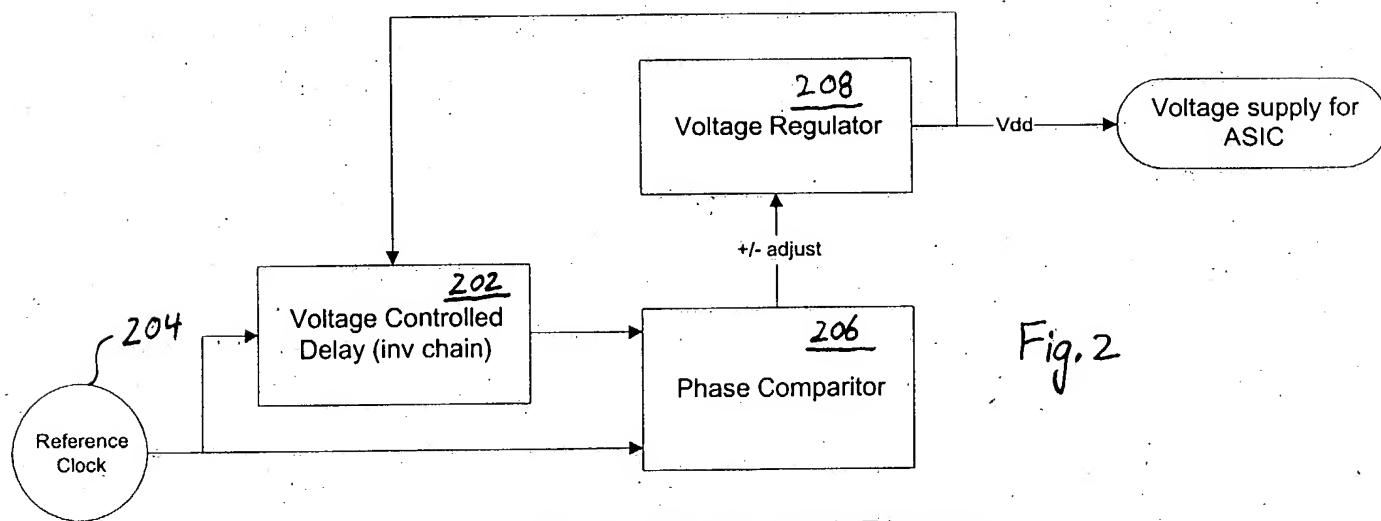 208
Voltage Regulator
Vdd
Voltage supply for
ASIC
+/- adjust
202
Voltage Controlled
Delay (inv chain)
204
206
Phase Comparitor
Fig. 2
Reference
Clock